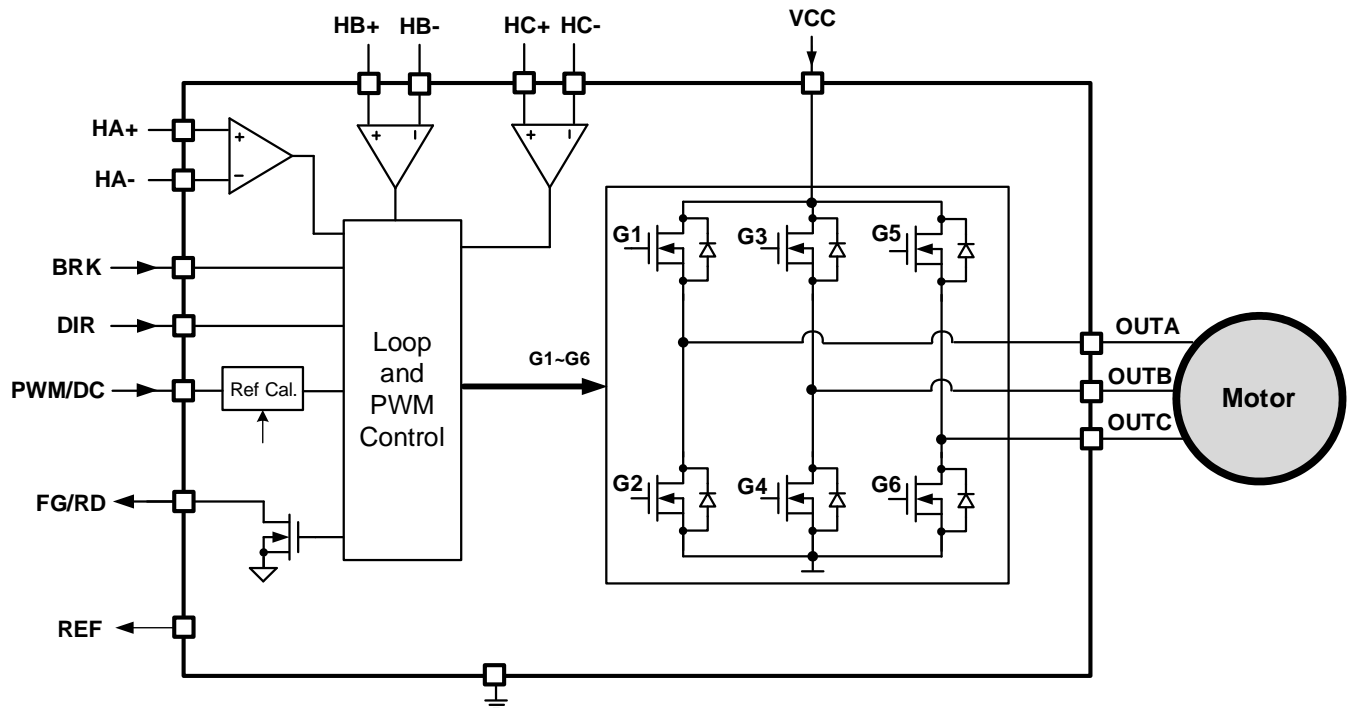 HB+ HB- HC+ HC- VCC
HA+
+
−
HA-
+ −
+ −
BRK
DIR
PWM/DC
Ref Cal.
FG/RD
REF
Loop
and
PWM
Control
G1~G6
G1 G3 G5
G2 G4 G6
OUTA
OUTB
OUTC
Motor